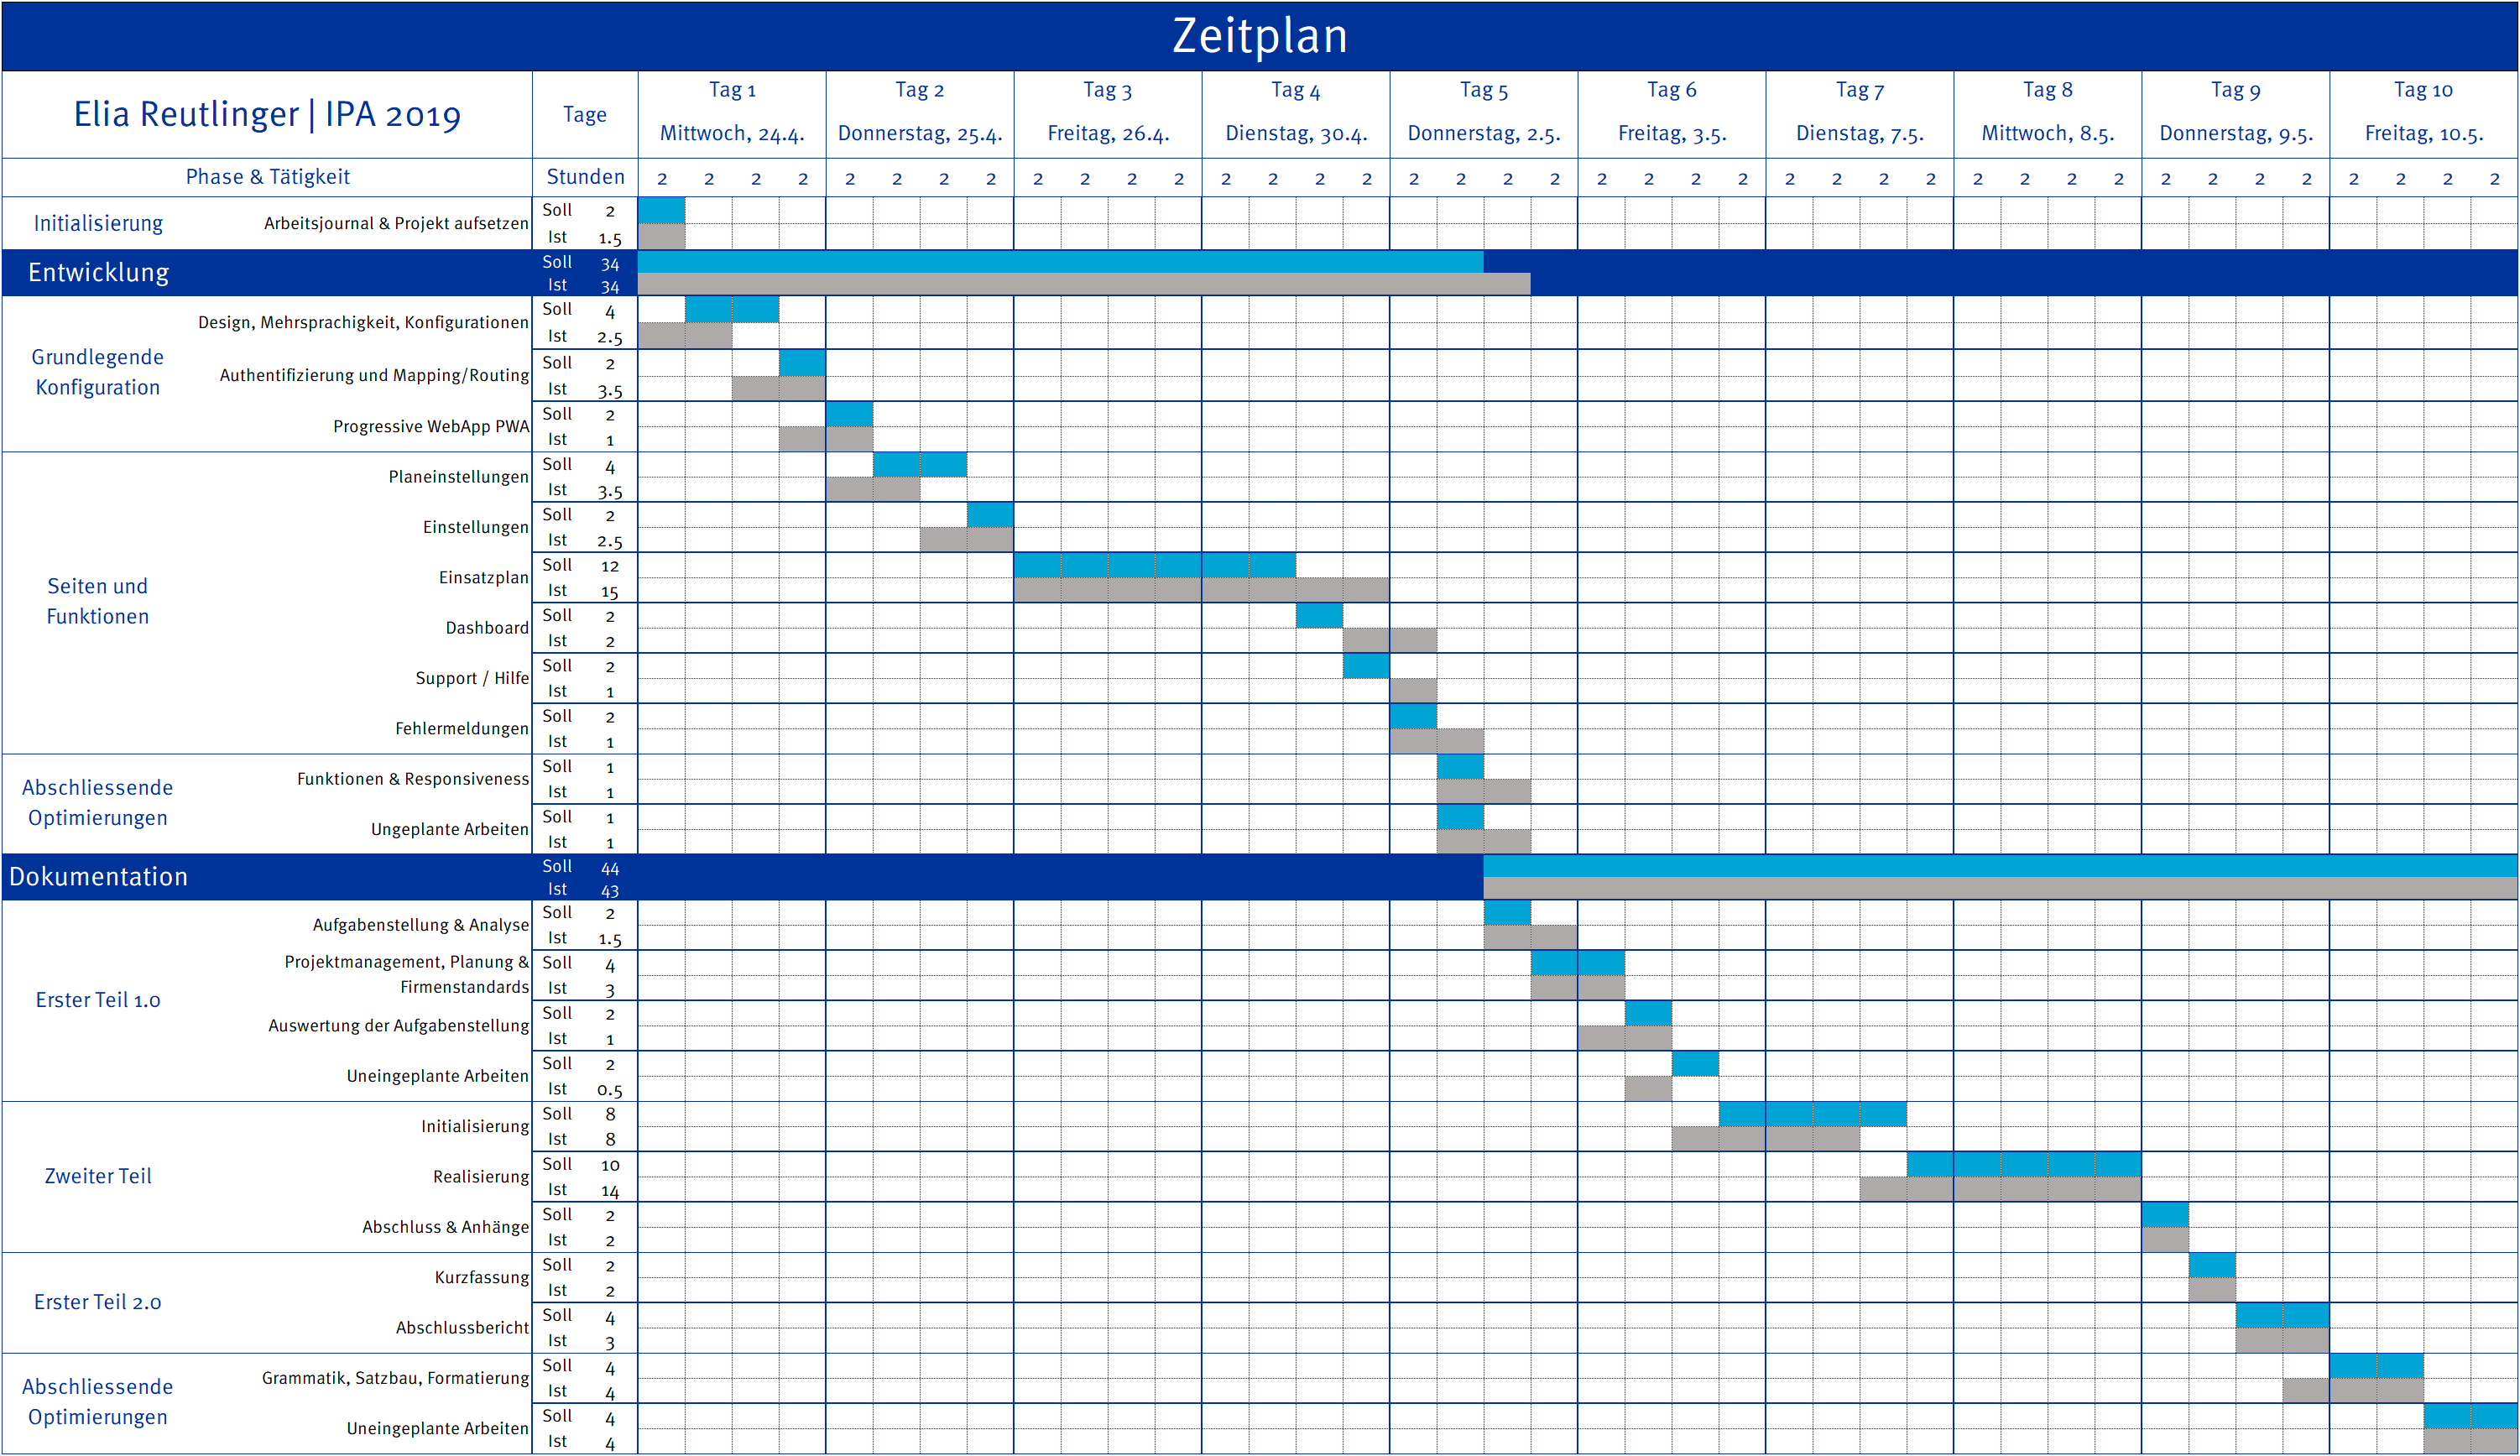 Zeitplan
Elia Reutlinger | IPA 2019
Tage
Tag 1
Tag 2
Tag 3
Tag 4
Tag 5
Tag 6
Tag 7
Tag 8
Tag 9
Tag 10
Mittwoch, 24.4.
Donnerstag, 25.4.
Freitag, 26.4.
Dienstag, 30.4.
Donnerstag, 2.5.
Freitag, 3.5.
Dienstag, 7.5.
Mittwoch, 8.5.
Donnerstag, 9.5.
Freitag, 10.5.
Phase & Tätigkeit
Stunden
2 2 2 2 2 2 2 2 2 2 2 2 2 2 2 2 2 2 2 2 2 2 2 2 2 2 2 2 2 2 2 2 2 2 2 2 2 2 2 2
Initialisierung
Arbeitsjournal & Projekt aufsetzen
Soll 2
Ist 1.5
Entwicklung
Soll 34
Ist 34
Grundlegende
Konfiguration
Design, Mehrsprachigkeit, Konfigurationen
Soll 4
Ist 2.5
Authentifizierung und Mapping/Routing
Soll 2
Ist 3.5
Progressive WebApp PWA
Soll 2
Ist 1
Seiten und
Funktionen
Planeinstellungen
Soll 4
Ist 3.5
Einstellungen
Soll 2
Ist 2.5
Einsatzplan
Soll 12
Ist 15
Dashboard
Soll 2
Ist 2
Support / Hilfe
Soll 2
Ist 1
Fehlermeldungen
Soll 2
Ist 1
Abschliessende
Optimierungen
Funktionen & Responsiveness
Soll 1
Ist 1
Ungeplante Arbeiten
Soll 1
Ist 1
Dokumentation
Soll 44
Ist 43
Erster Teil 1.0
Aufgabenstellung & Analyse
Soll 2
Ist 1.5
Projektmanagement, Planung &
Firmenstandards
Soll 4
Ist 3
Auswertung der Aufgabenstellung
Soll 2
Ist 1
Uneingeplante Arbeiten
Soll 2
Ist 0.5
Zweiter Teil
Initialisierung
Soll 8
Ist 8
Realisierung
Soll 10
Ist 14
Abschluss & Anhänge
Soll 2
Ist 2
Erster Teil 2.0
Kurzfassung
Soll 2
Ist 2
Abschlussbericht
Soll 4
Ist 3
Abschliessende
Optimierungen
Grammatik, Satzbau, Formatierung
Soll 4
Ist 4
Uneingeplante Arbeiten
Soll 4
Ist 4